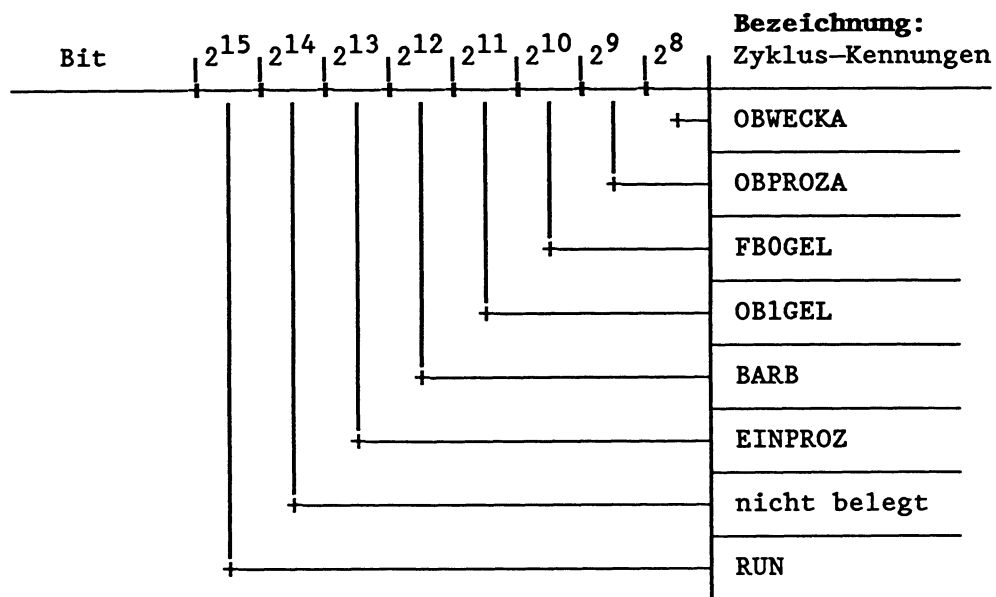 Bezeichnung:
Bit 2^15 2^14 2^13 2^12 2^11 2^10 2^9 2^8 Zyklus-Kennungen
OBWECKA
OBPROZA
FB0GEL
OB1GEL
BARB
EINPROZ
nicht belegt
RUN